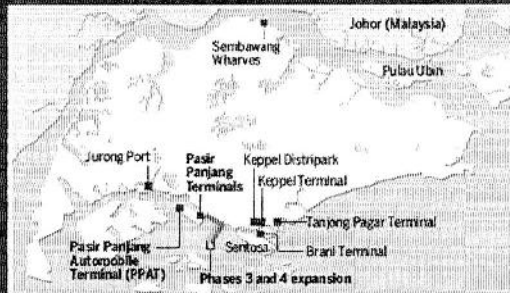 Johor (Malaysia)
Sembawang
Wharves
Pulau Ubin
Jurong Port
Pasir
Panjang
Terminals
Keppel Distripark
Keppel Terminal
Tanjong Pagar Terminal
Sentosa
Brani Terminal
Pasir Panjang
Automobile
Terminal (PPAT)
Phases 3 and 4 expansion